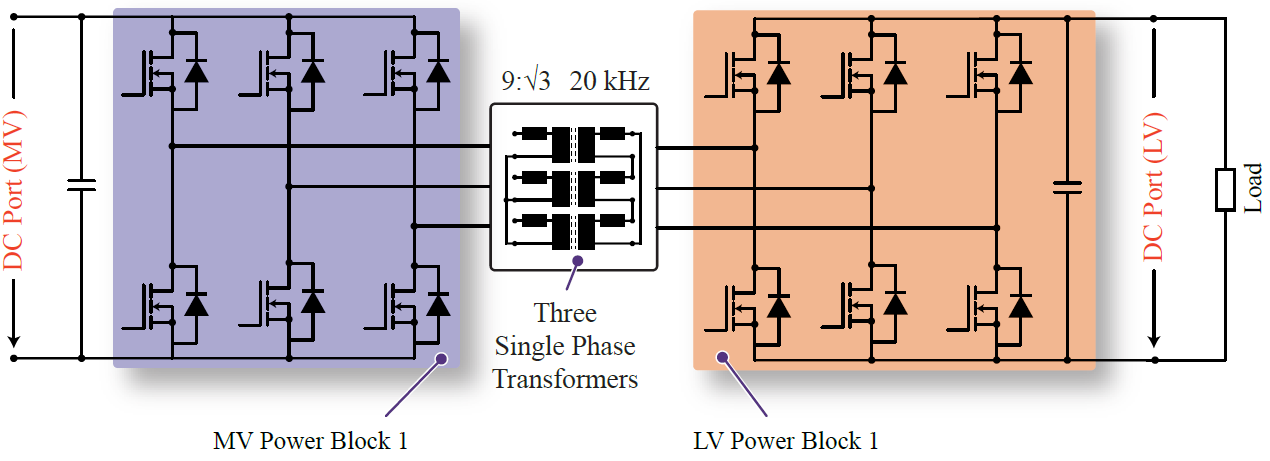 DC Port (MV)
9:√3 20 kHz
Three
Single Phase
Transformers
MV Power Block 1
LV Power Block 1
DC Port (LV)
Load